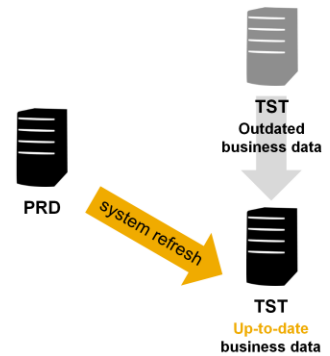 TST
Outdated
business data
PRD
system refresh
TST
Up-to-date
business data